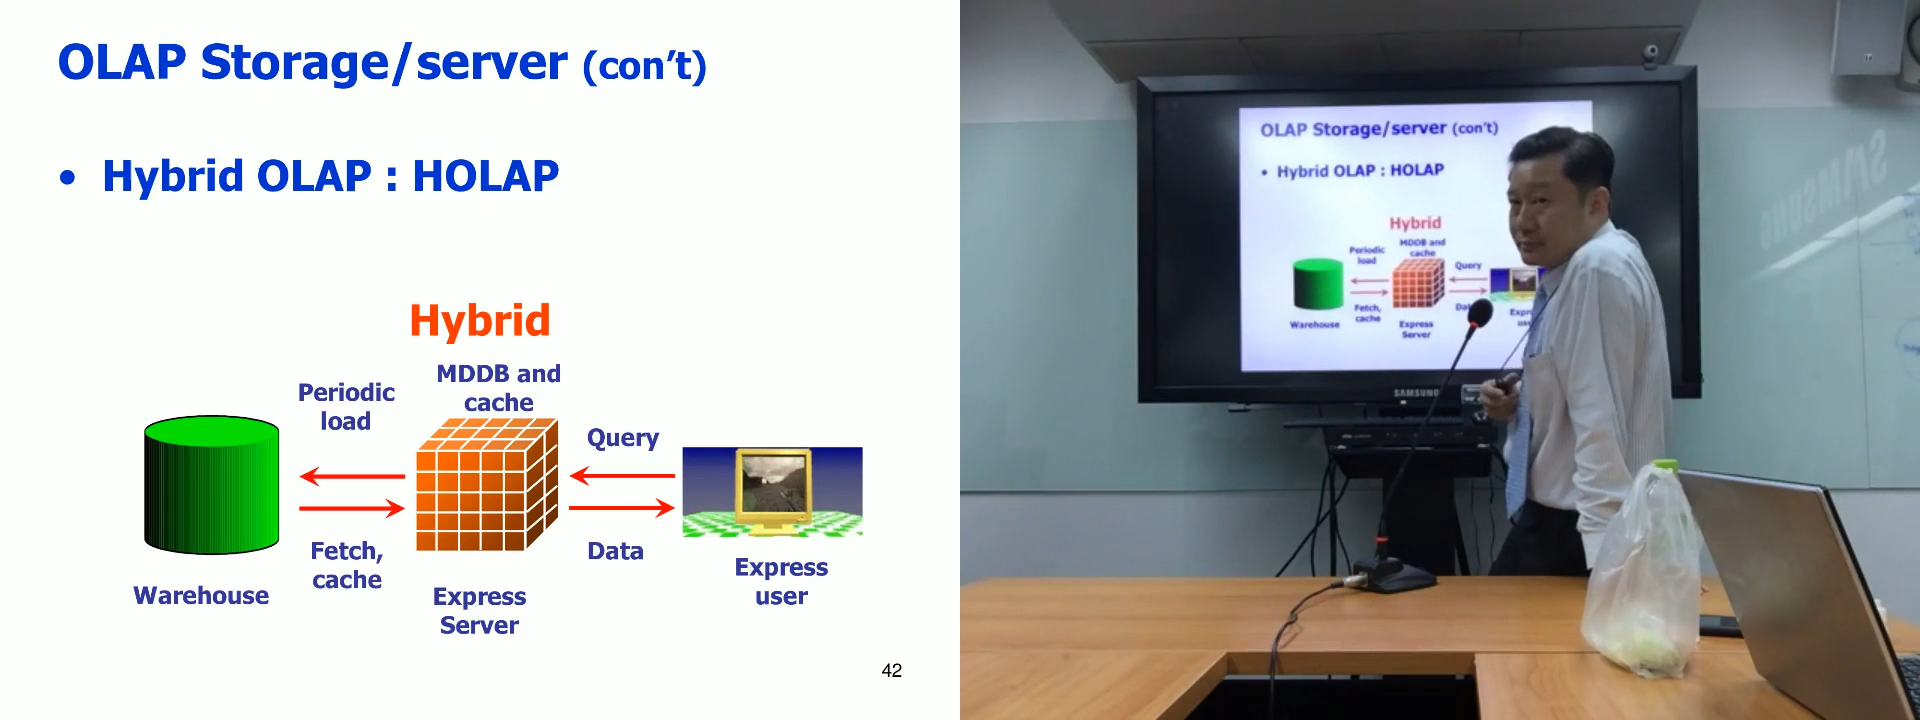 OLAP Storage/server (con't)
• Hybrid OLAP : HOLAP
Hybrid
MDDB and
cache
Periodic
load
Query
Fetch,
cache
Data
Warehouse
Express
Server
Express
user
42
OLAP Storage/server (con't)
• Hybrid OLAP : HOLAP
Hybrid
MDDB and
cache
Periodic
load
Query
Fetch,
cache
Warehouse
Express
Server
SAMSUNG
SAMSUNG